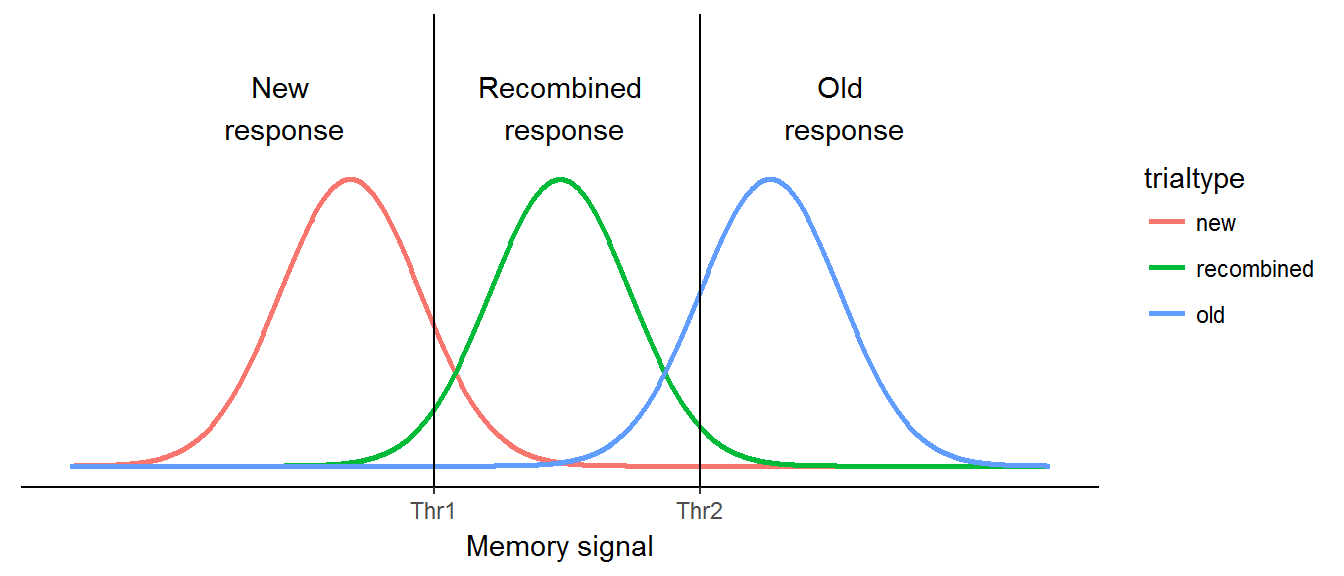 New
response
Recombined
response
Old
response
trialtype
new
recombined
old
Thr1
Thr2
Memory signal